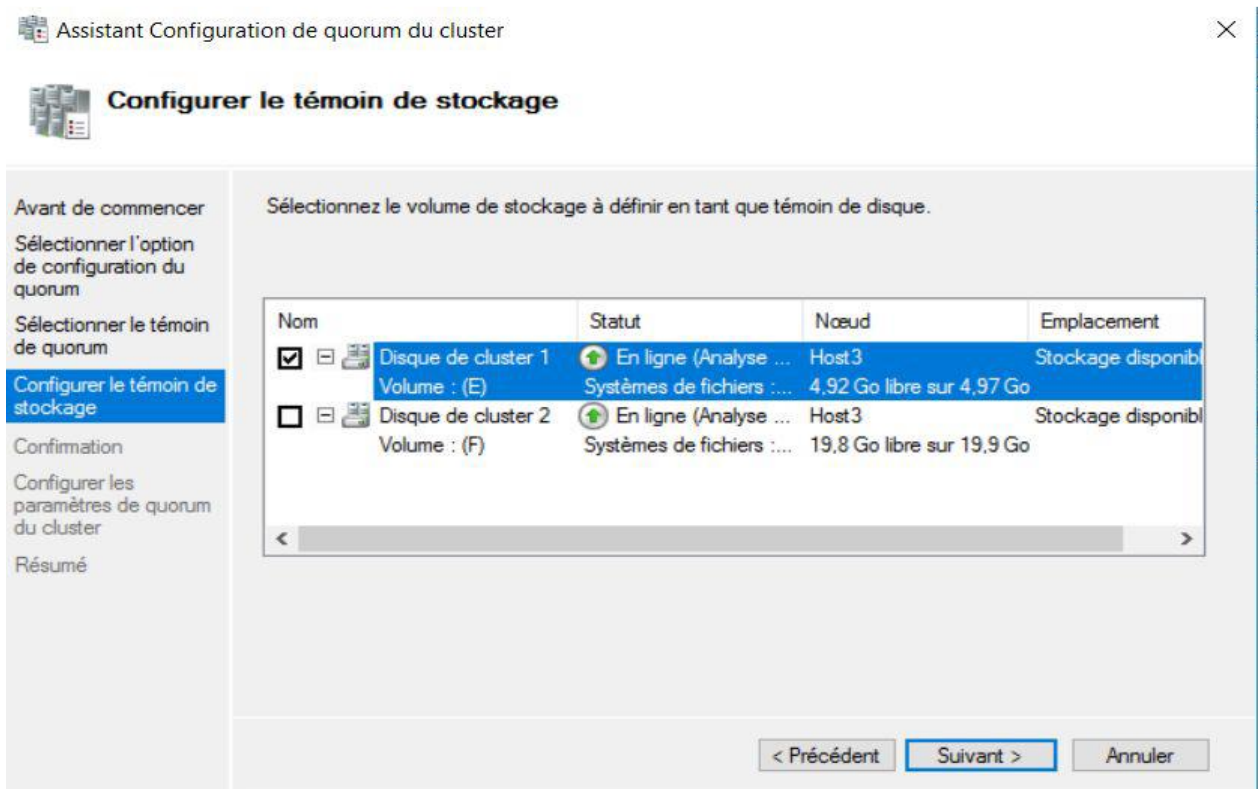 Assistant Configuration de quorum du cluster
Configurer le témoin de stockage
Avant de commencer
Sélectionner l'option
de configuration du
quorum
Sélectionner le témoin
de quorum
Configurer le témoin de
stockage
Confirmation
Configurer les
paramètres de quorum
du cluster
Résumé
Sélectionnez le volume de stockage à définir en tant que témoin de disque.
Nom Statut Nœud Emplacement
Disque de cluster 1 En ligne (Analyse ... Host3 Stockage disponibl
Volume : (E) Systèmes de fichiers :... 4,92 Go libre sur 4,97 Go
Disque de cluster 2 En ligne (Analyse ... Host3 Stockage disponibl
Volume : (F) Systèmes de fichiers :... 19,8 Go libre sur 19,9 Go
< Précédent Suivant > Annuler